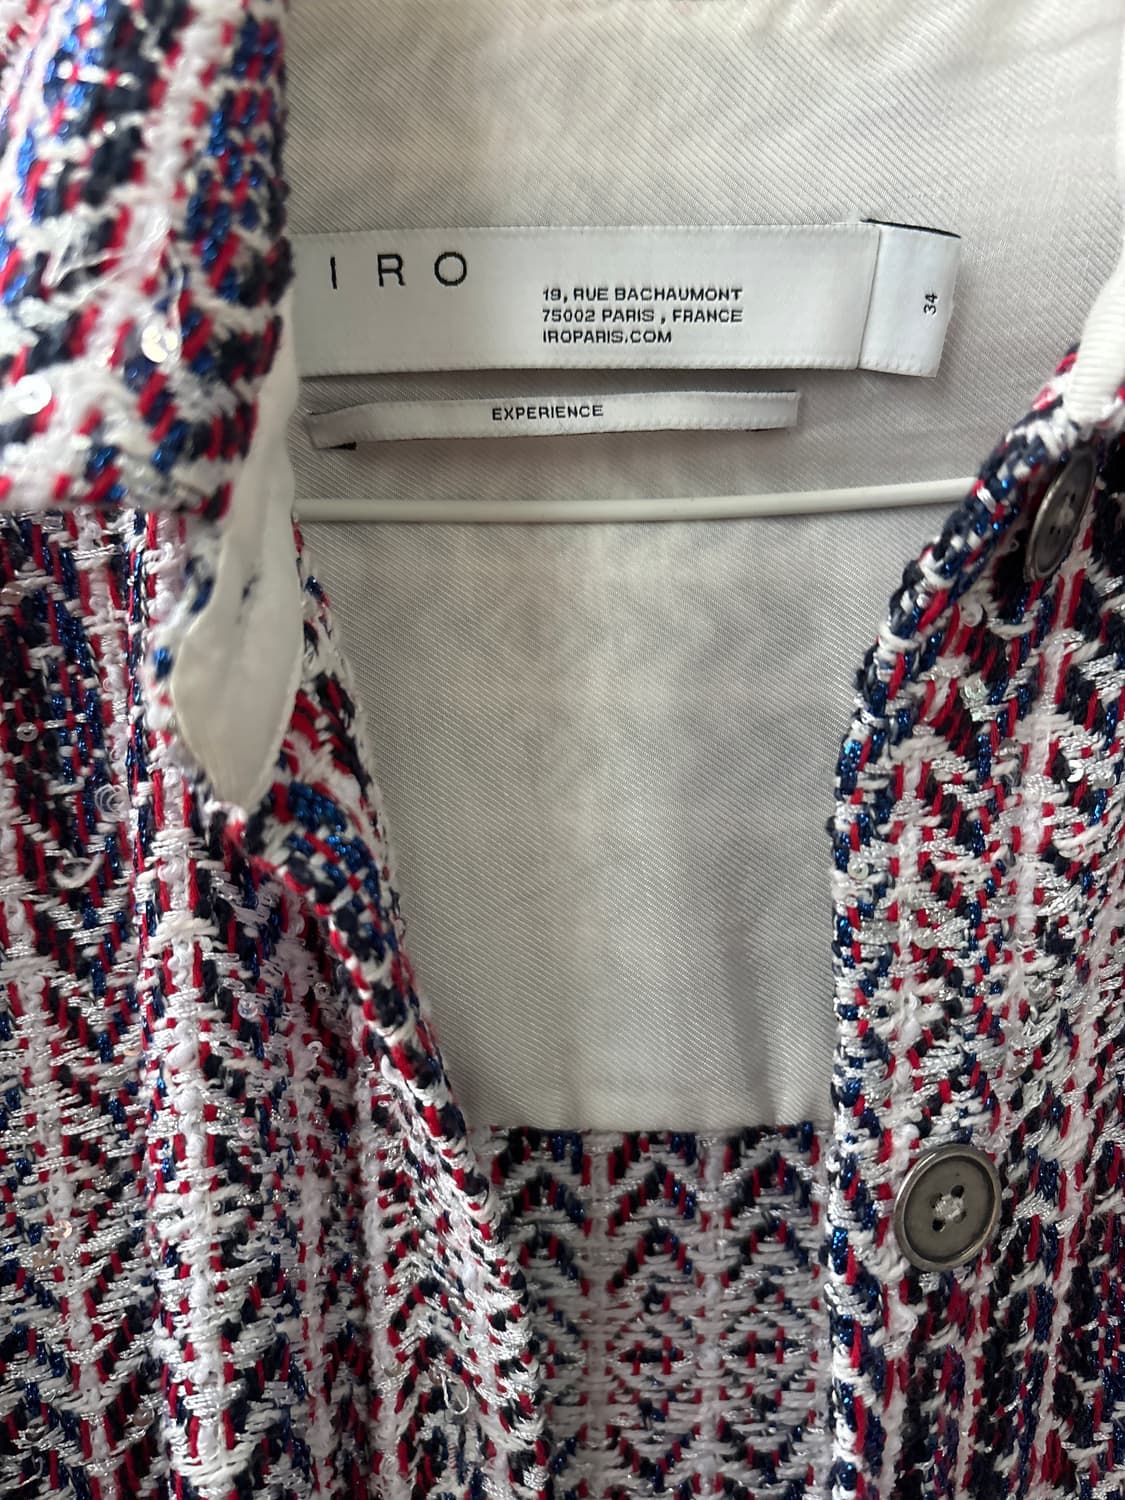 IRO
19, RUE BACHAUMONT
75002 PARIS , FRANCE
IROPARIS.COM
34
EXPERIENCE